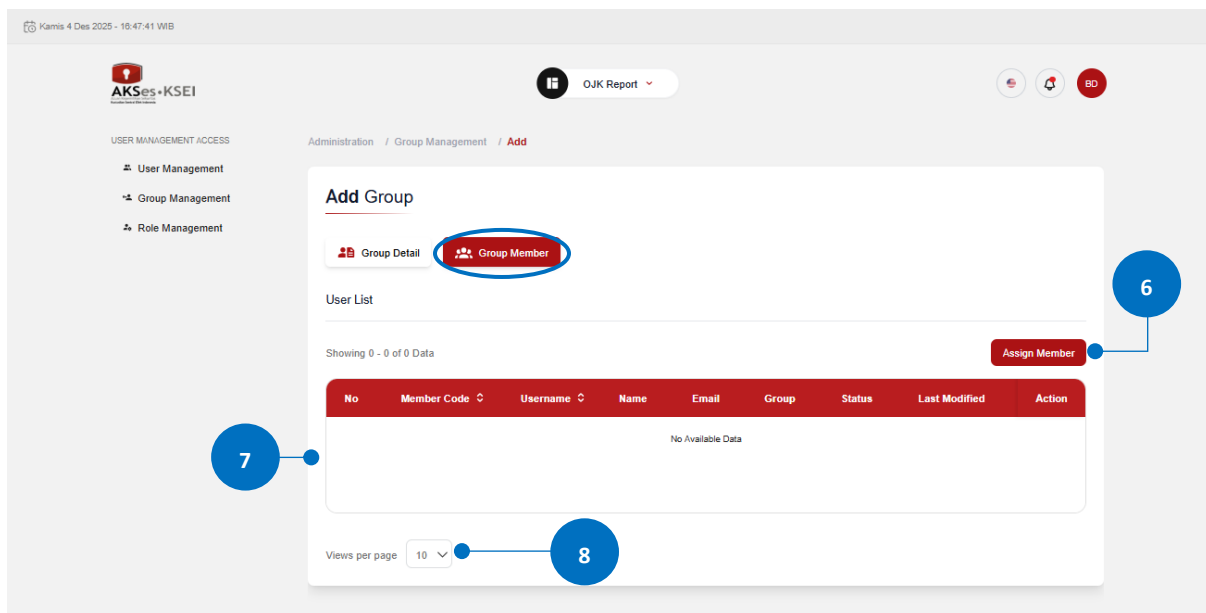 Kamis 4 Des 2025 - 16:47:41 WIB
AKSes•KSEI
OJK Report
BD
USER MANAGEMENT ACCESS
User Management
Group Management
Role Management
Administration / Group Management / Add
Add Group
Group Detail
Group Member
User List
6
Showing 0 - 0 of 0 Data
Assign Member
No Member Code Username Name Email Group Status Last Modified Action
No Available Data
7
Views per page 10
8